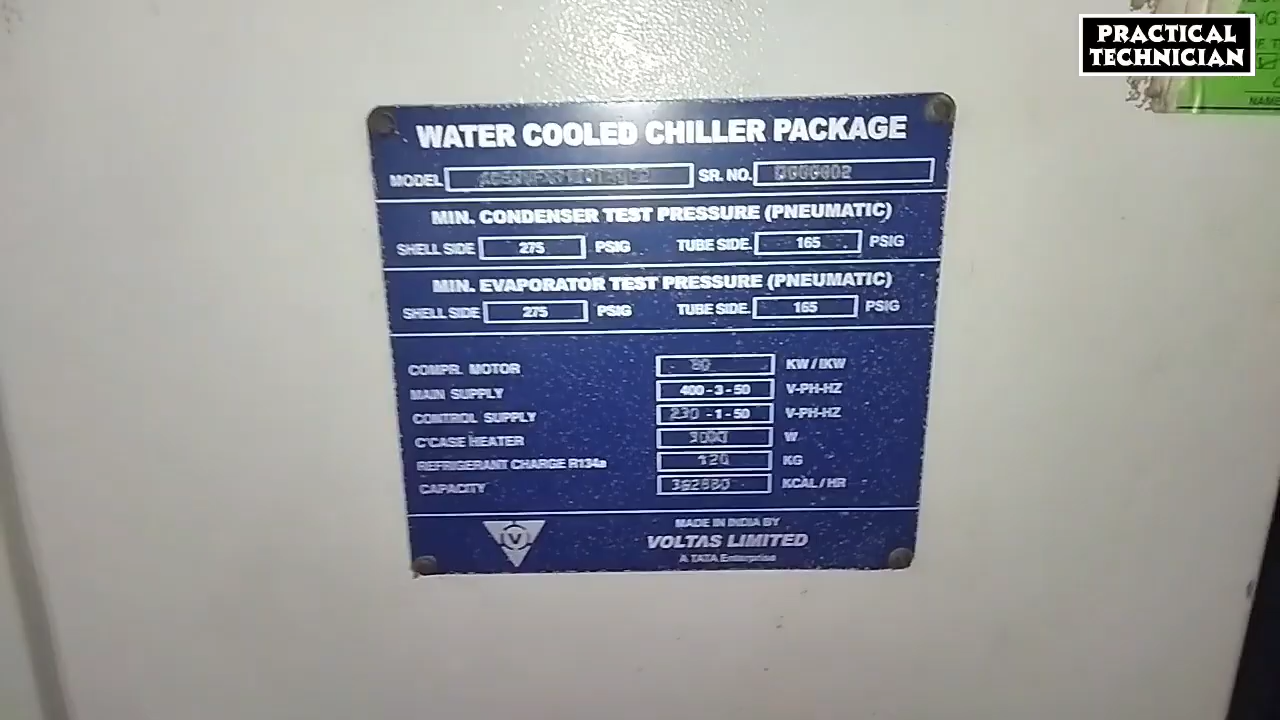 PRACTICAL
TECHNICIAN
WATER COOLED CHILLER PACKAGE
MODEL SR. NO.
MIN. CONDENSER TEST PRESSURE (PNEUMATIC)
SHELL SIDE 275 PSIG TUBE SIDE. 165 PSIG
MIN. EVAPORATOR TEST PRESSURE (PNEUMATIC)
SHELL SIDE 275 PSIG TUBE SIDE. 165 PSIG
COMPR. MOTOR KW / IKW
MAIN SUPPLY 400 - 3 - 50 V-PH-HZ
CONTROL SUPPLY 230 - 1 - 50 V-PH-HZ
C'CASE HEATER W
REFRIGERANT CHARGE R134a 120 KG
CAPACITY KCAL / HR
V
MADE IN INDIA BY
VOLTAS LIMITED
A TATA Enterprise